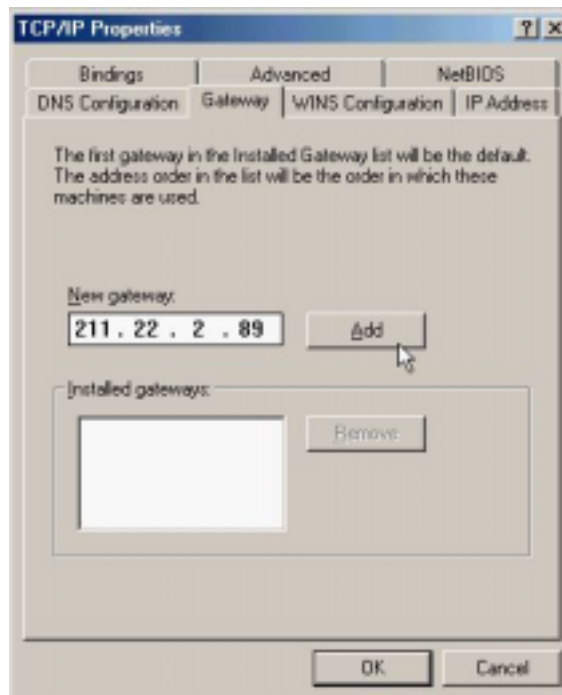 TCP/IP Properties
Bindings
Advanced
NetBIOS
DNS Configuration
Gateway
WINS Configuration
IP Address
The first gateway in the Installed Gateway list will be the default.
The address order in the list will be the order in which these
machines are used.
New gateway:
211 . 22 . 2 . 89
Add
Installed gateways:
Remove
OK
Cancel